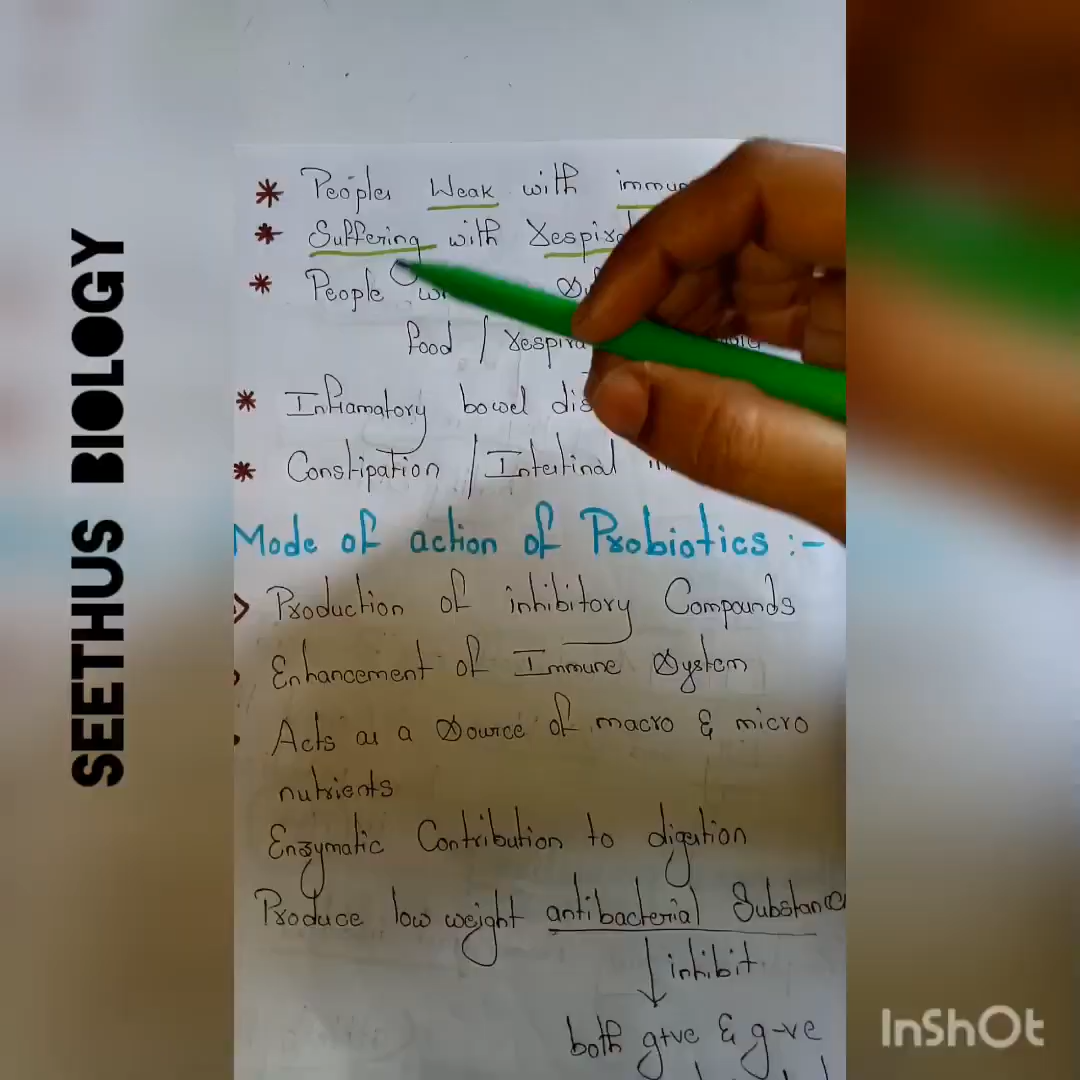 SEETHUS BIOLOGY
* Peoples Weak with
* Suffering with
* People
food /
* Inflamatory bowel
* Constipation / Intestinal
Mode of action of Probiotics :-
Production of inhibitory Compounds
Enhancement of Immune System
Acts as a source of macro & micro
nutrients
Enzymatic Contribution to digestion
Produce low weight antibacterial
inhibit
both g+ve & g-ve
InShOt